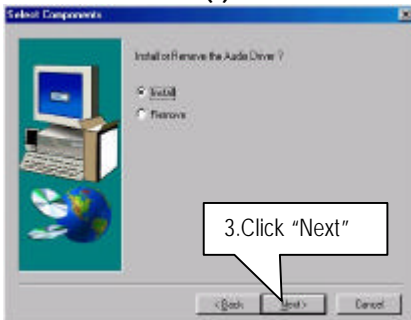 Select Components
Install or Remove the Audio Driver ?
Install
Remove
3.Click “Next”
< Back
Next >
Cancel